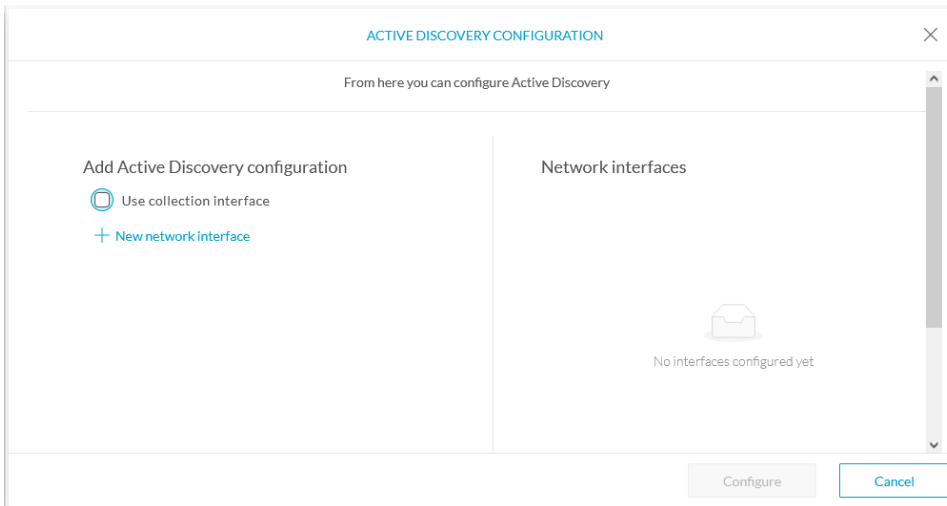 ACTIVE DISCOVERY CONFIGURATION
From here you can configure Active Discovery
Add Active Discovery configuration
Use collection interface
New network interface
Network interfaces
No interfaces configured yet
Configure
Cancel